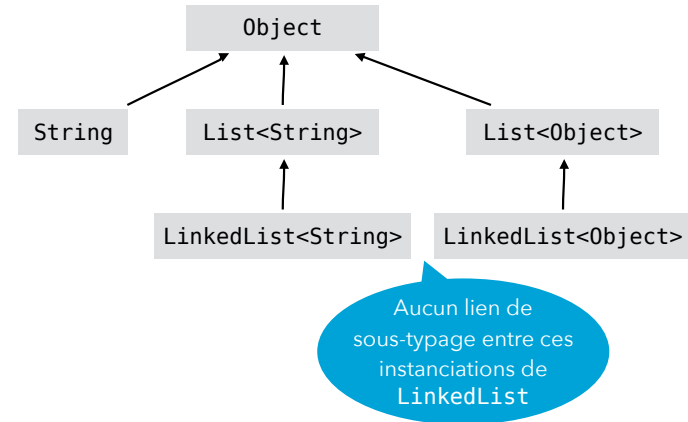 Object
String
List<String>
List<Object>
LinkedList<String>
LinkedList<Object>
Aucun lien de
sous-typage entre ces
instanciations de
LinkedList